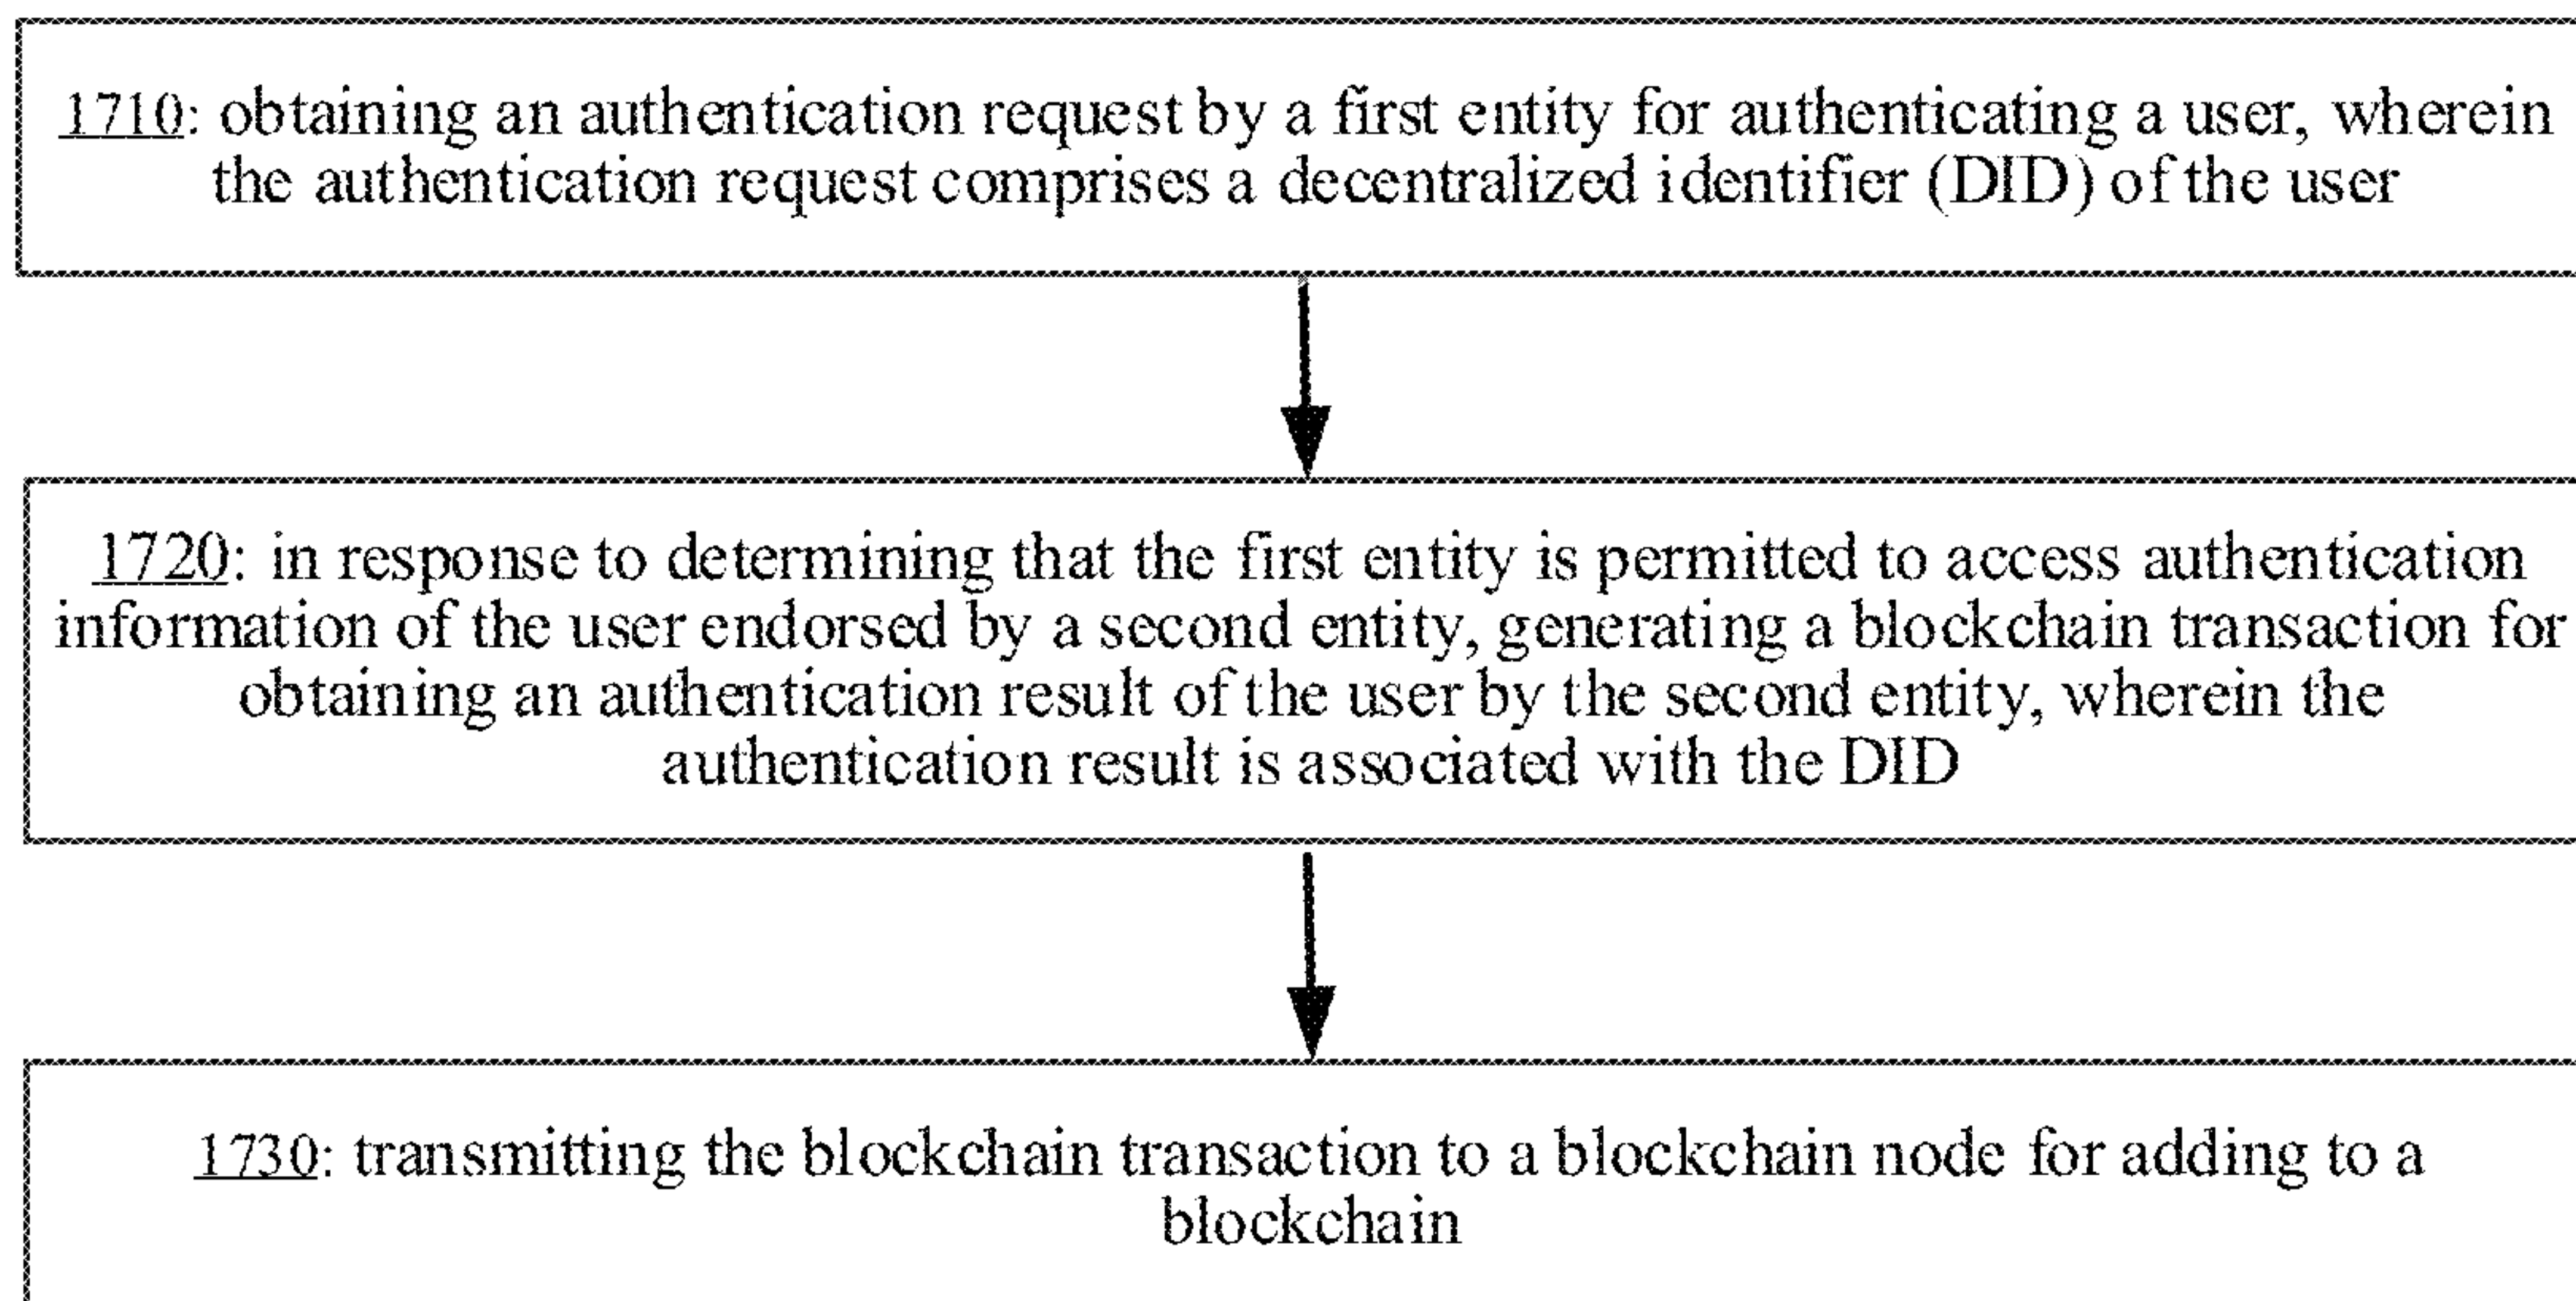 1710: obtaining an authentication request by a first entity for authenticating a user, wherein
the authentication request comprises a decentralized identifier (DID) of the user
1720: in response to determining that the first entity is permitted to access authentication
information of the user endorsed by a second entity, generating a blockchain transaction for
obtaining an authentication result of the user by the second entity, wherein the
authentication result is associated with the DID
1730: transmitting the blockchain transaction to a blockchain node for adding to a
blockchain